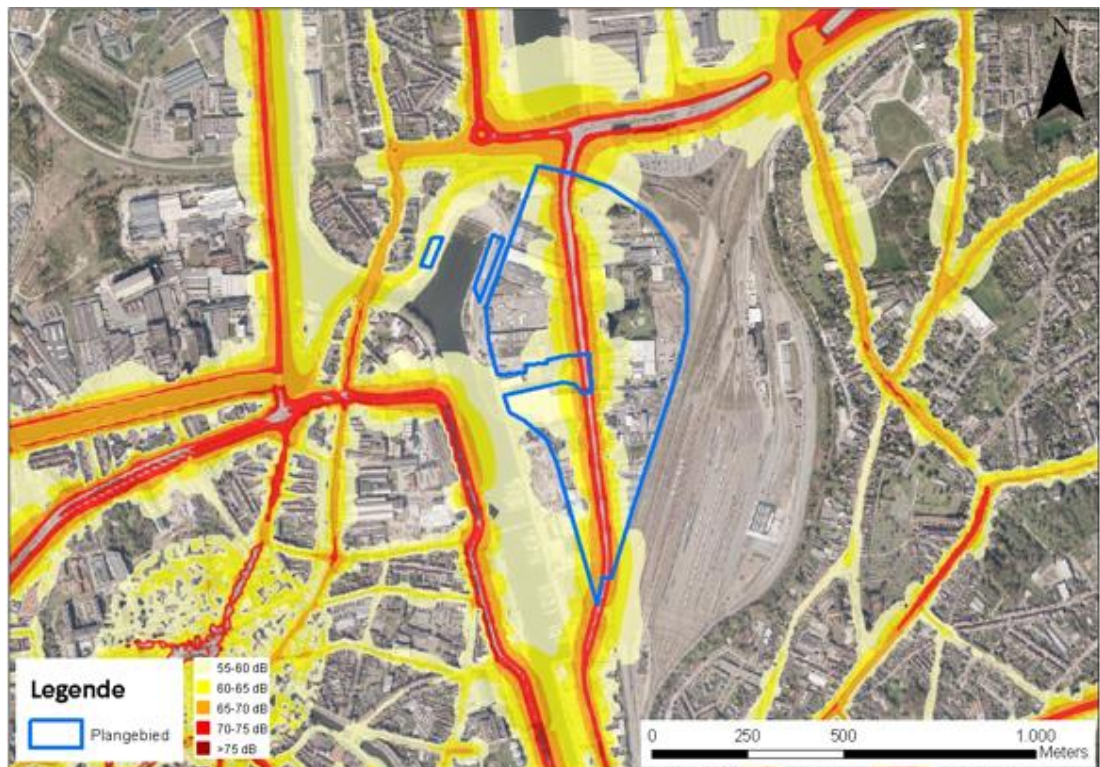 N
Legende
Plangebied
55-60 dB
60-65 dB
65-70 dB
70-75 dB
>75 dB
0 250 500 1.000
Meters